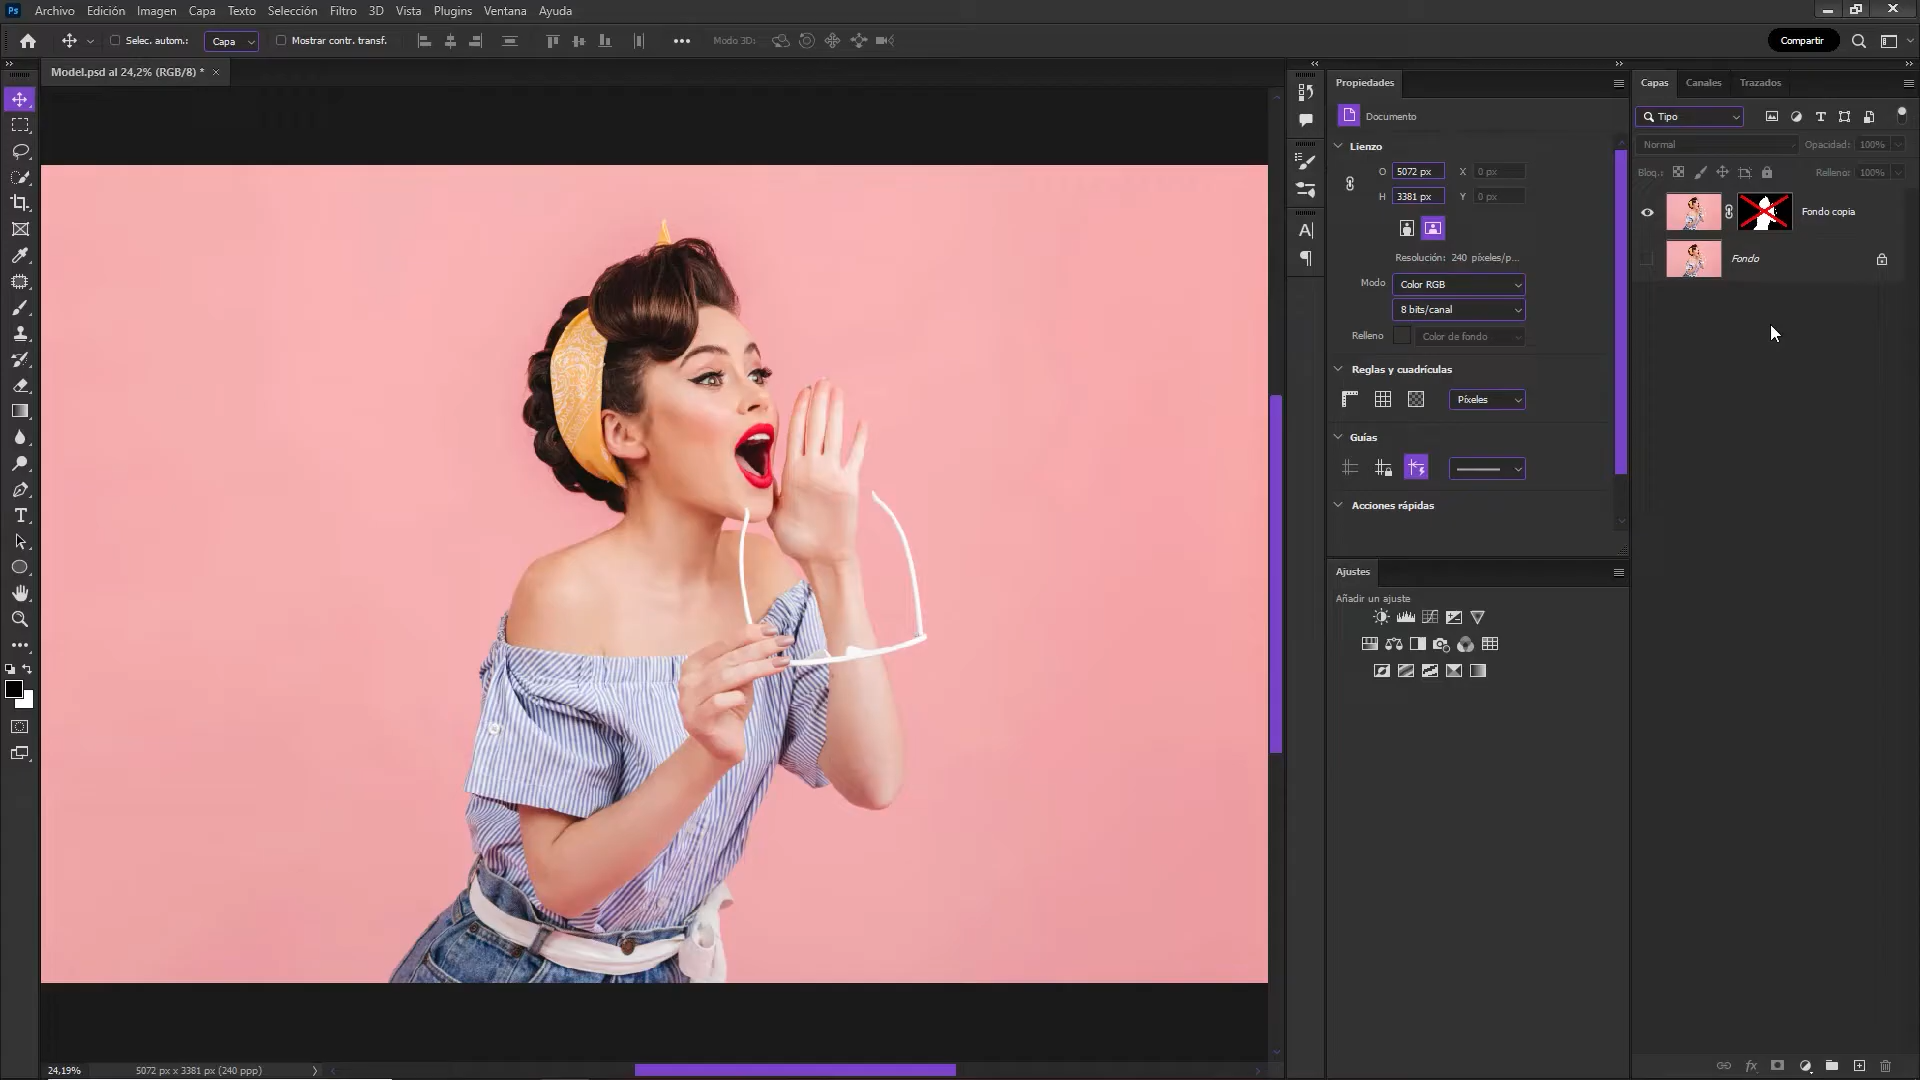 Ps Archivo Edición Imagen Capa Texto Selección Filtro 3D Vista Plugins Ventana Ayuda
Selec. autom.: Capa Mostrar contr. transf. Modo 3D: Compartir
Model.psd al 24,2% (RGB/8) *
Propiedades
Documento
Lienzo
O 5072 px X 0 px
H 3381 px Y 0 px
Resolución: 240 píxeles/p...
Modo Color RGB
8 bits/canal
Relleno Color de fondo
Reglas y cuadrículas
Píxeles
Guías
Acciones rápidas
Ajustes
Añadir un ajuste
Capas Canales Trazados
Tipo
Normal Opacidad: 100%
Bloq.: Relleno: 100%
Fondo copia
Fondo
24,19% 5072 px x 3381 px (240 ppp)